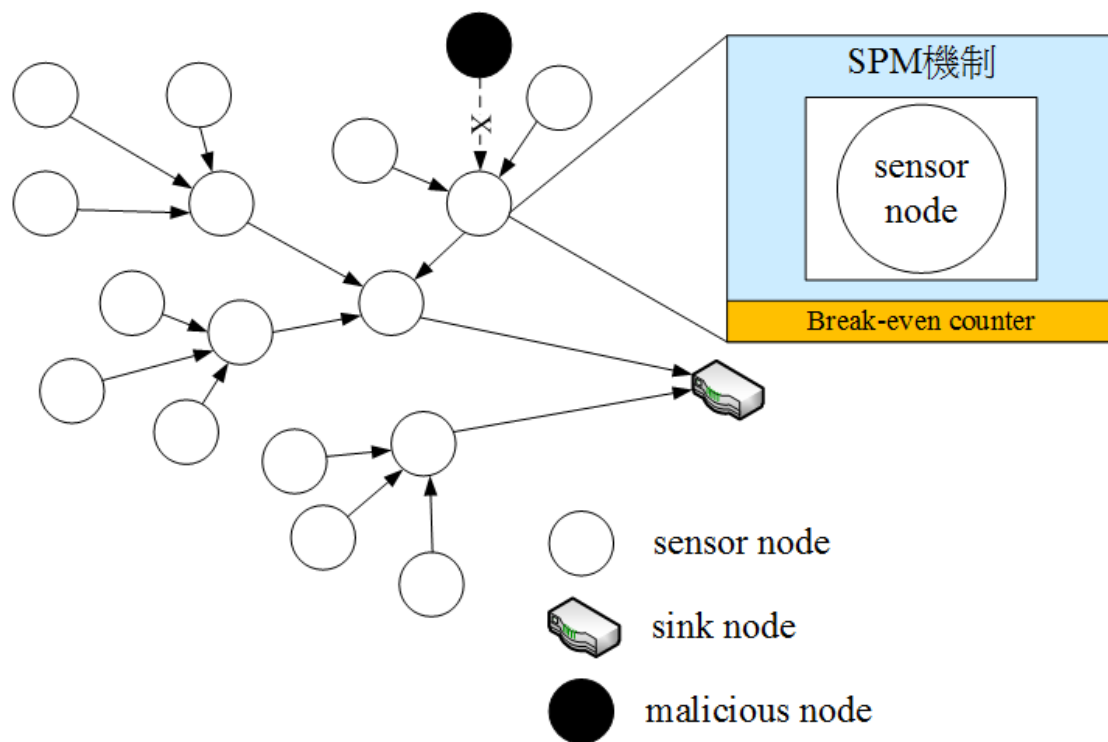 SPM機制
sensor
node
Break-even counter
X
sensor node
sink node
malicious node